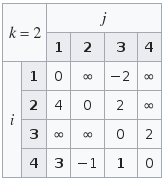 k = 2 j
1 2 3 4
i 1 0 ∞ −2 ∞
2 4 0 2 ∞
3 ∞ ∞ 0 2
4 3 −1 1 0